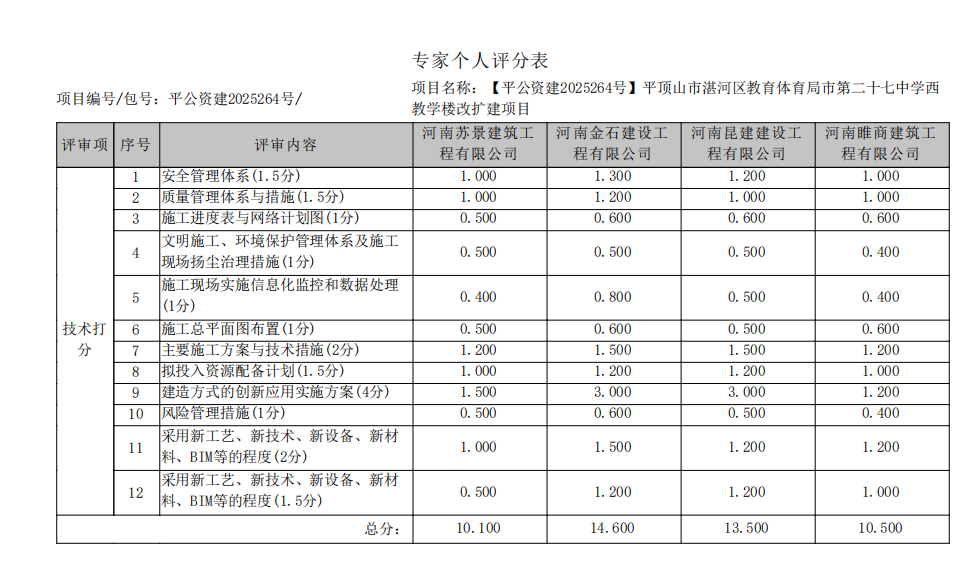 专家个人评分表
项目编号/包号：平公资建2025264号/
项目名称：【平公资建2025264号】平顶山市湛河区教育体育局市第二十七中学西
教学楼改扩建项目
评审项 序号 评审内容 河南苏景建筑工程有限公司 河南金石建设工程有限公司 河南昆建建设工程有限公司 河南睢商建筑工程有限公司
技术打分
1 安全管理体系(1.5分) 1.000 1.300 1.200 1.000
2 质量管理体系与措施(1.5分) 1.000 1.200 1.000 1.000
3 施工进度表与网络计划图(1分) 0.500 0.600 0.600 0.600
4 文明施工、环境保护管理体系及施工现场扬尘治理措施(1分) 0.500 0.500 0.500 0.400
5 施工现场实施信息化监控和数据处理(1分) 0.400 0.800 0.500 0.400
6 施工总平面图布置(1分) 0.500 0.600 0.500 0.600
7 主要施工方案与技术措施(2分) 1.200 1.500 1.500 1.200
8 拟投入资源配备计划(1.5分) 1.000 1.200 1.200 1.000
9 建造方式的创新应用实施方案(4分) 1.500 3.000 3.000 1.200
10 风险管理措施(1分) 0.500 0.600 0.500 0.400
11 采用新工艺、新技术、新设备、新材料、BIM等的程度(2分) 1.000 1.500 1.200 1.200
12 采用新工艺、新技术、新设备、新材料、BIM等的程度(1.5分) 0.500 1.200 1.200 1.000
总分： 10.100 14.600 13.500 10.500